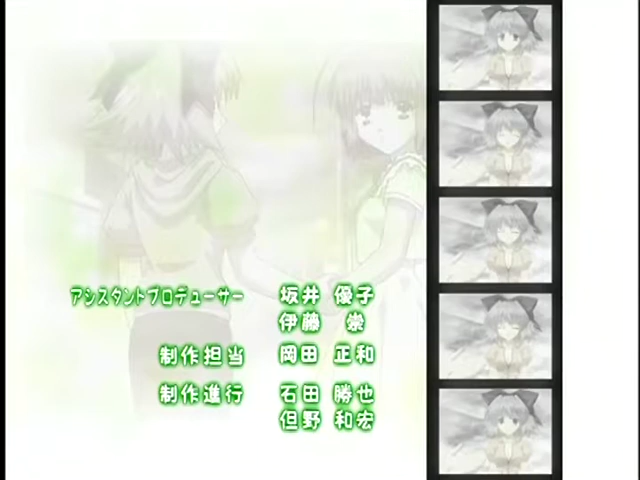 アシスタントプロデューサー 坂井 優子
伊藤 崇
制作担当 岡田 正和
制作進行 石田 勝也
但野 和宏